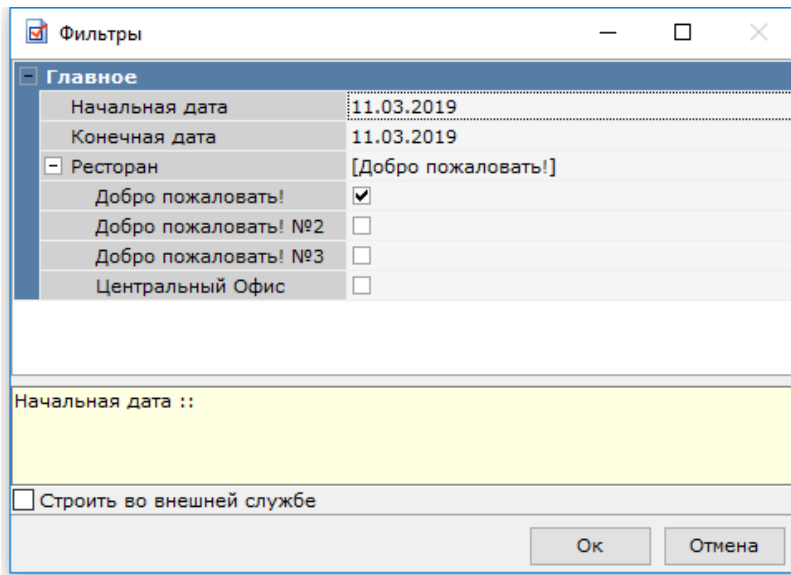 Фильтры
Главное
Начальная дата 11.03.2019
Конечная дата 11.03.2019
Ресторан [Добро пожаловать!]
Добро пожаловать!
Добро пожаловать! №2
Добро пожаловать! №3
Центральный Офис
Начальная дата ::
Строить во внешней службе
Ок Отмена